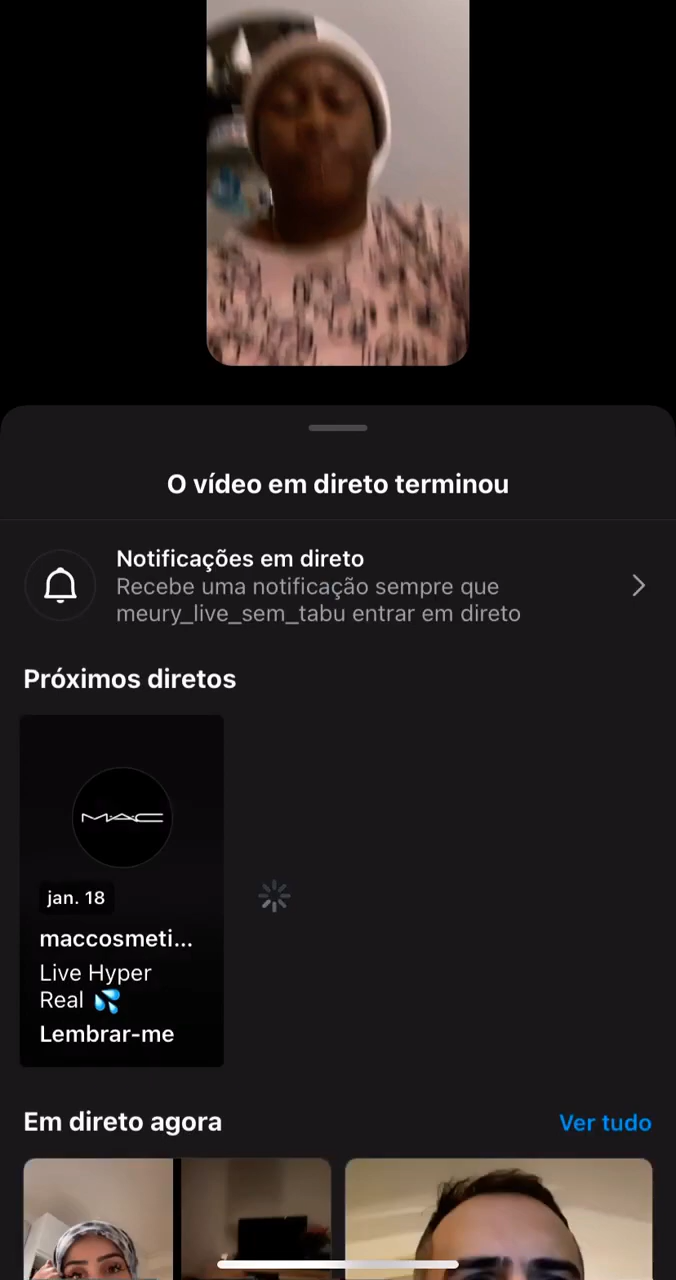 O vídeo em direto terminou
Notificações em direto
Recebe uma notificação sempre que
meury_live_sem_tabu entrar em direto
Próximos diretos
MAC
jan. 18
maccosmeti...
Live Hyper
Real 💦
Lembrar-me
Em direto agora
Ver tudo